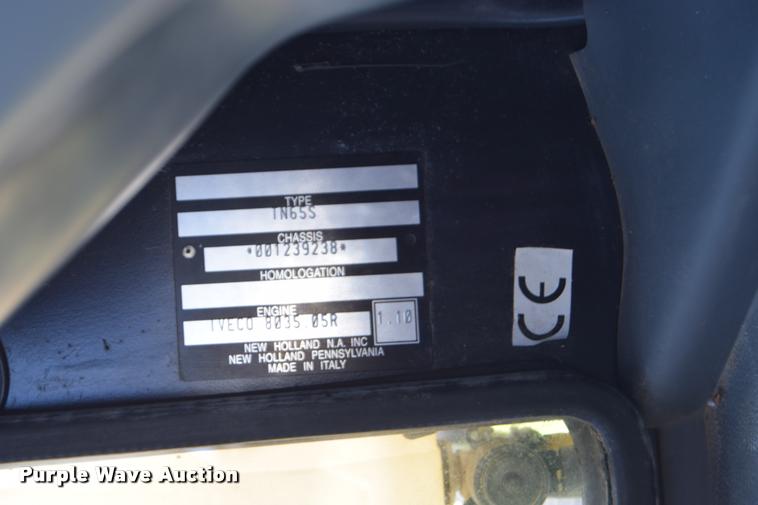 TYPE
TN65S
CHASSIS
*001239238*
HOMOLOGATION
ENGINE
IVECO 8035.05R
1.10
NEW HOLLAND N.A. INC
NEW HOLLAND PENNSYLVANIA
MADE IN ITALY
CE
Purple Wave Auction